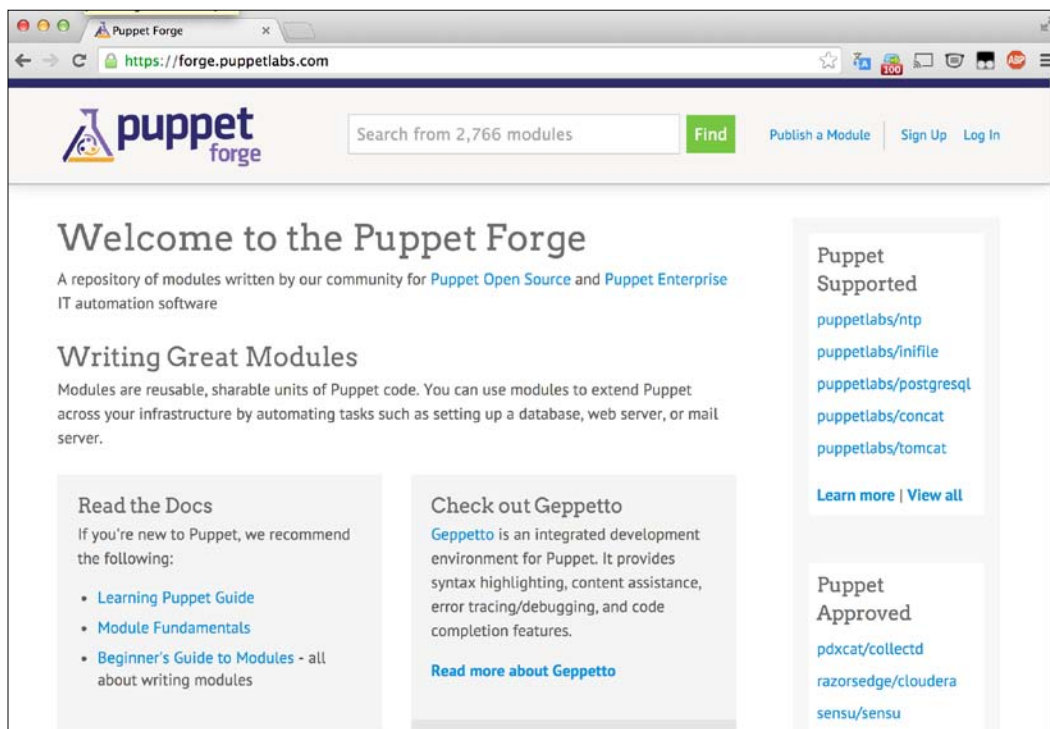 Puppet Forge
https://forge.puppetlabs.com
100
ABP
puppet
forge
Search from 2,766 modules
Find
Publish a Module
Sign Up
Log In
Welcome to the Puppet Forge
A repository of modules written by our community for Puppet Open Source and Puppet Enterprise
IT automation software
Writing Great Modules
Modules are reusable, sharable units of Puppet code. You can use modules to extend Puppet
across your infrastructure by automating tasks such as setting up a database, web server, or mail
server.
Read the Docs
If you're new to Puppet, we recommend
the following:
• Learning Puppet Guide
• Module Fundamentals
• Beginner's Guide to Modules - all
about writing modules
Check out Geppetto
Geppetto is an integrated development
environment for Puppet. It provides
syntax highlighting, content assistance,
error tracing/debugging, and code
completion features.
Read more about Geppetto
Puppet
Supported
puppetlabs/ntp
puppetlabs/inifile
puppetlabs/postgresql
puppetlabs/concat
puppetlabs/tomcat
Learn more | View all
Puppet
Approved
pdxcat/collectd
razorsedge/cloudera
sensu/sensu